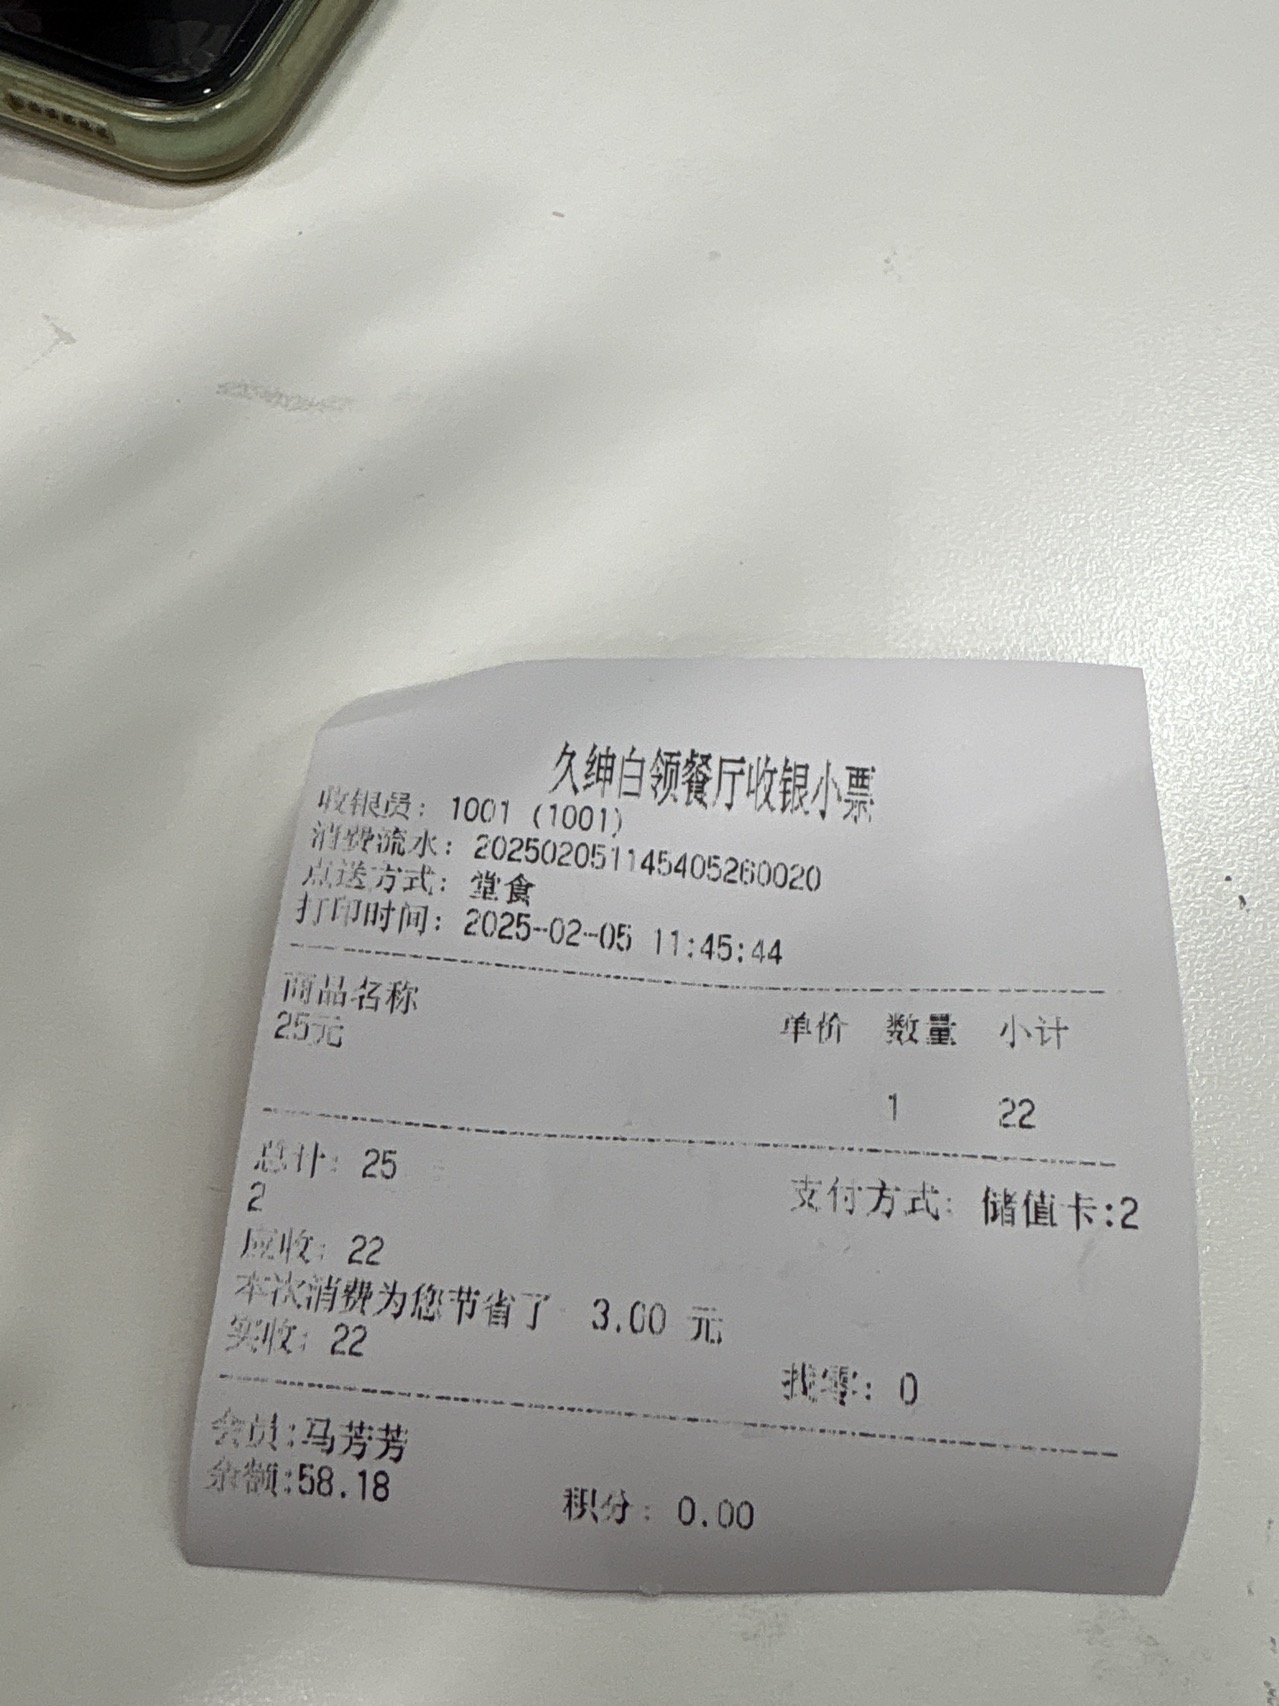 久绅白领餐厅收银小票
收银员：1001 (1001)
消费流水：20250205114540526​0020
点送方式：堂食
打印时间：2025-02-05 11:45:44
商品名称 单价 数量 小计
25元
1 22
总计：25 支付方式：储值卡:2
2
应收：22
本次消费为您节省了 3.00 元
实收：22 找零：0
会员:马芳芳
余额:58.18 积分：0.00